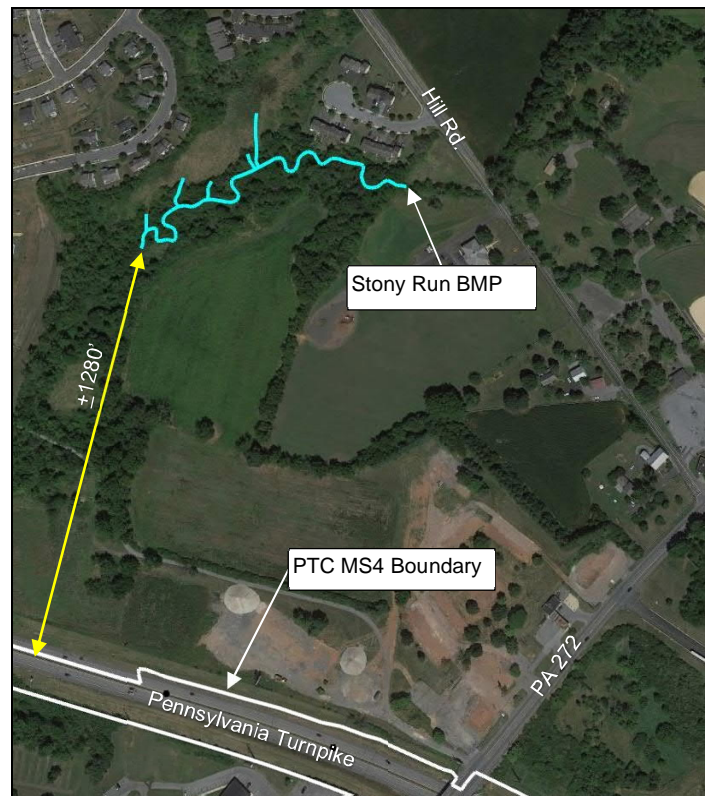 Hill Rd.
Stony Run BMP
±1280'
PTC MS4 Boundary
PA 272
Pennsylvania Turnpike